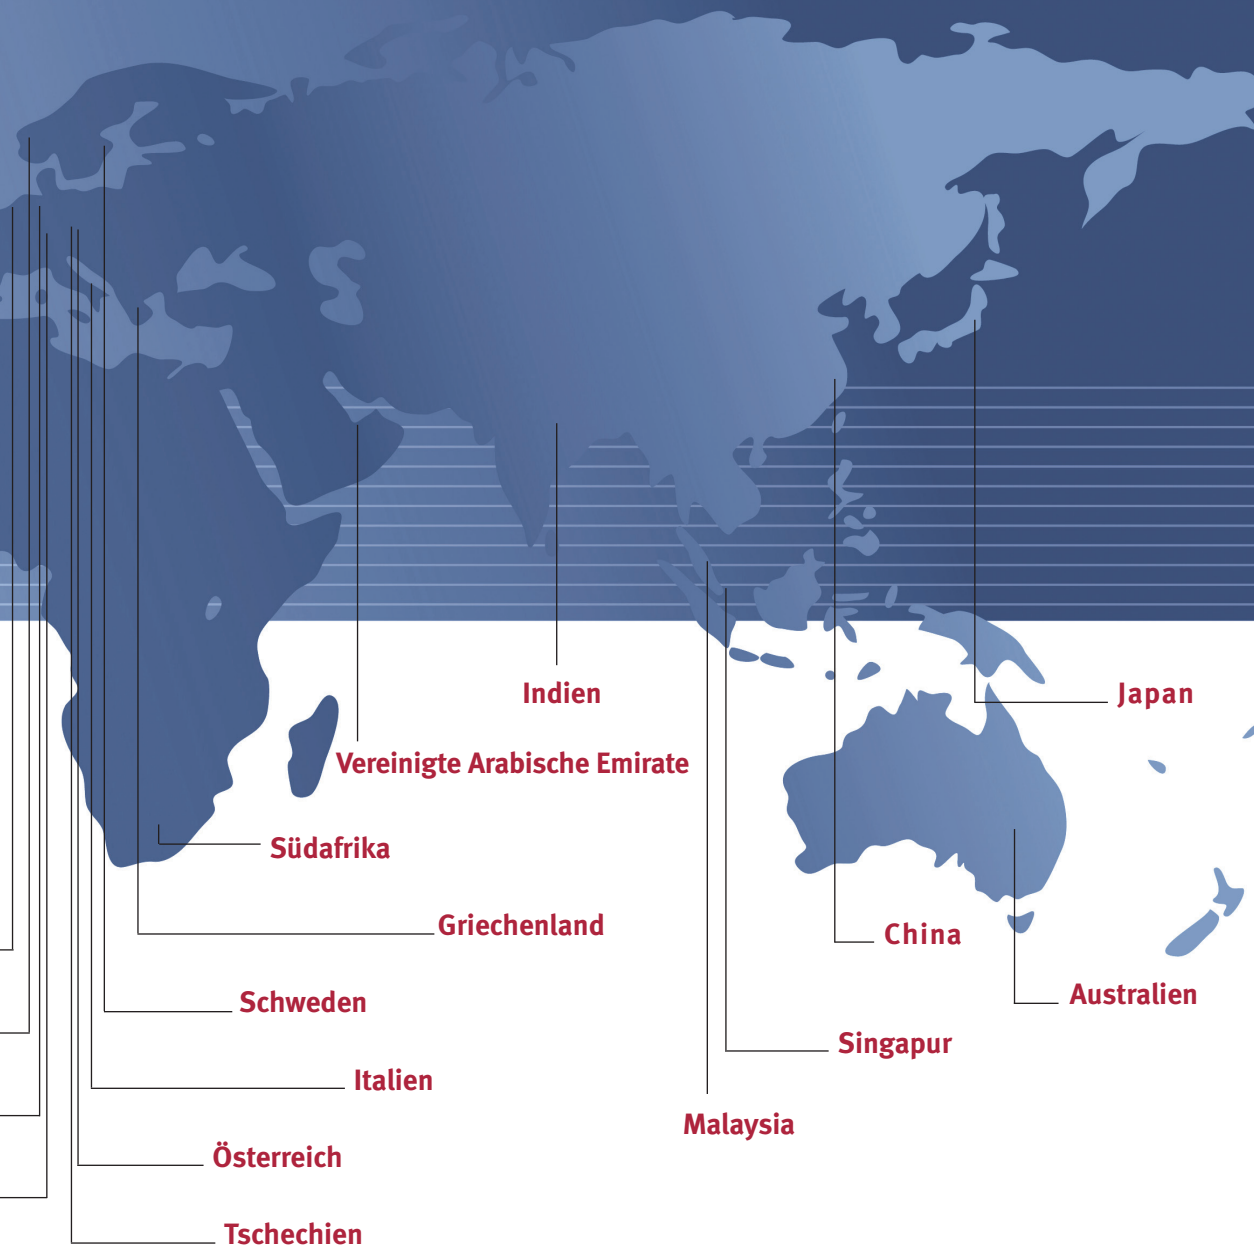 Indien
Japan
Vereinigte Arabische Emirate
Südafrika
Griechenland
China
Schweden
Australien
Singapur
Italien
Malaysia
Österreich
Tschechien